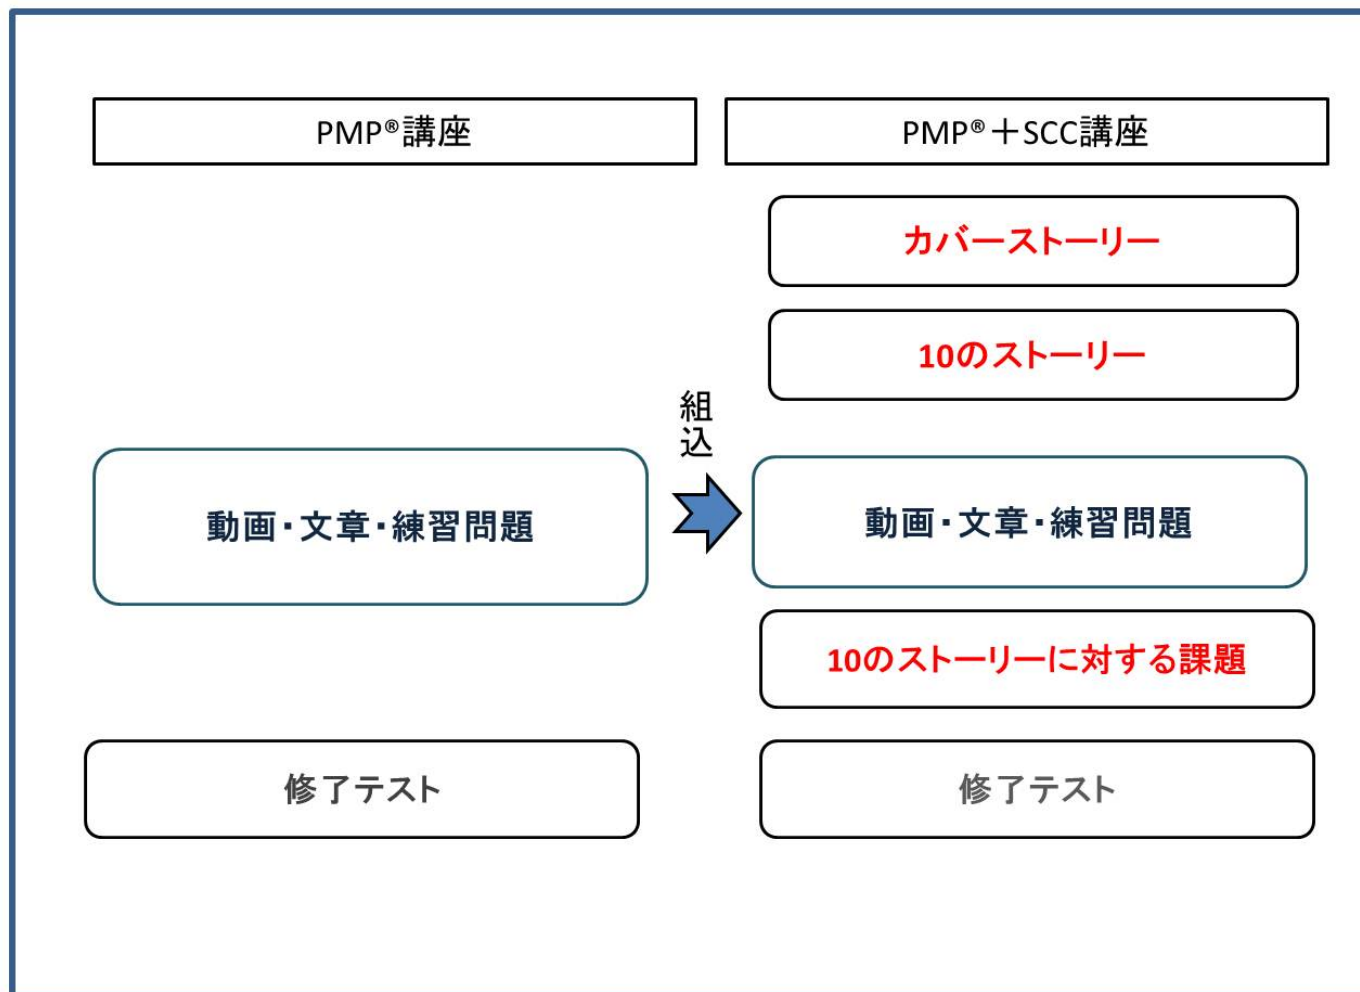 PMP®講座
PMP®＋SCC講座
カバーストーリー
10のストーリー
組込
動画・文章・練習問題
動画・文章・練習問題
10のストーリーに対する課題
修了テスト
修了テスト